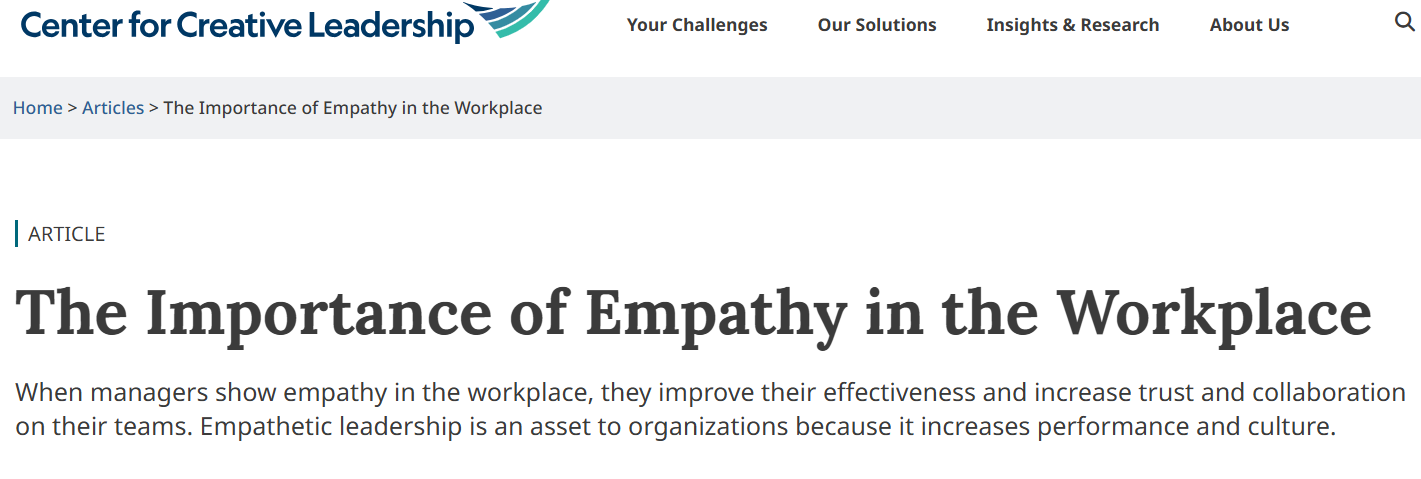 Center for Creative Leadership
Your Challenges
Our Solutions
Insights & Research
About Us
Home > Articles > The Importance of Empathy in the Workplace
ARTICLE
The Importance of Empathy in the Workplace
When managers show empathy in the workplace, they improve their effectiveness and increase trust and collaboration
on their teams. Empathetic leadership is an asset to organizations because it increases performance and culture.